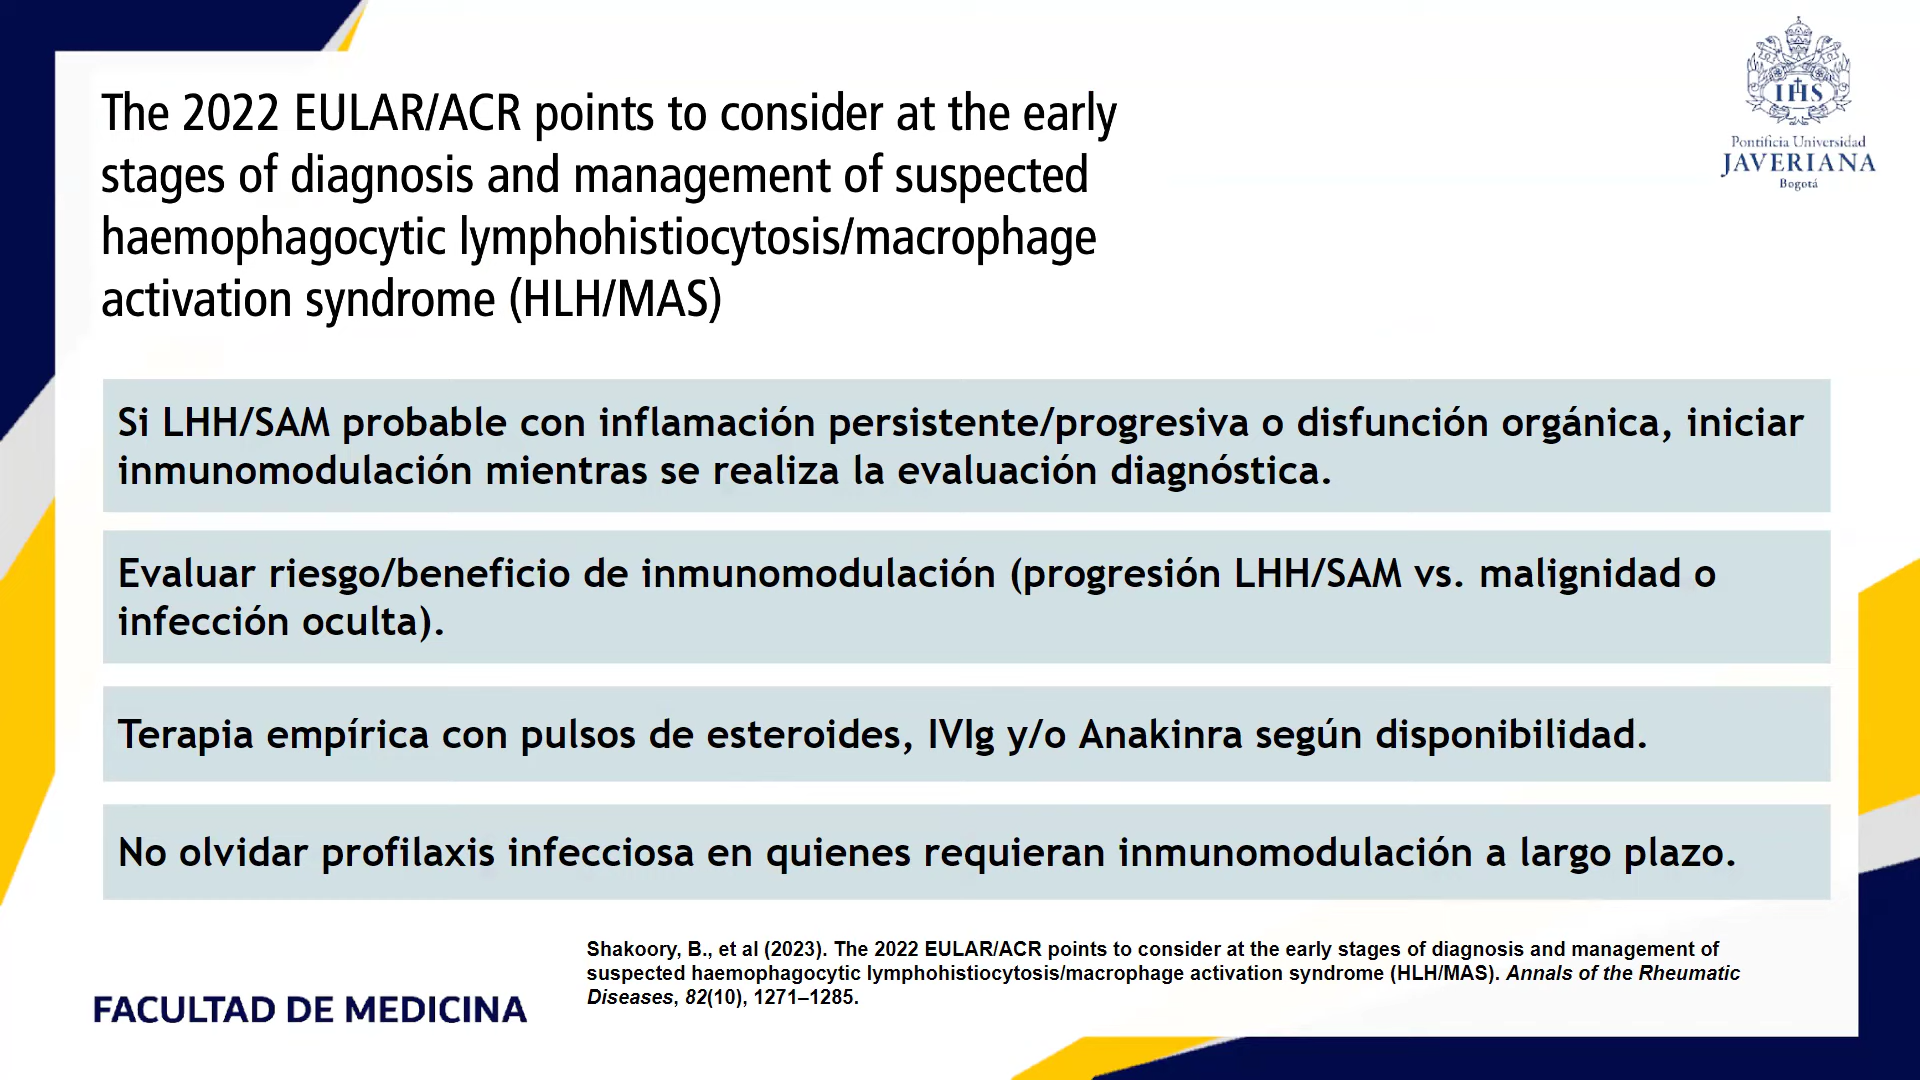 The 2022 EULAR/ACR points to consider at the early
stages of diagnosis and management of suspected
haemophagocytic lymphohistiocytosis/macrophage
activation syndrome (HLH/MAS)
IHS
Pontificia Universidad
JAVERIANA
Bogotá
Si LHH/SAM probable con inflamación persistente/progresiva o disfunción orgánica, iniciar
inmunomodulación mientras se realiza la evaluación diagnóstica.
Evaluar riesgo/beneficio de inmunomodulación (progresión LHH/SAM vs. malignidad o
infección oculta).
Terapia empírica con pulsos de esteroides, IVIg y/o Anakinra según disponibilidad.
No olvidar profilaxis infecciosa en quienes requieran inmunomodulación a largo plazo.
Shakoory, B., et al (2023). The 2022 EULAR/ACR points to consider at the early stages of diagnosis and management of
suspected haemophagocytic lymphohistiocytosis/macrophage activation syndrome (HLH/MAS). Annals of the Rheumatic
Diseases, 82(10), 1271–1285.
FACULTAD DE MEDICINA